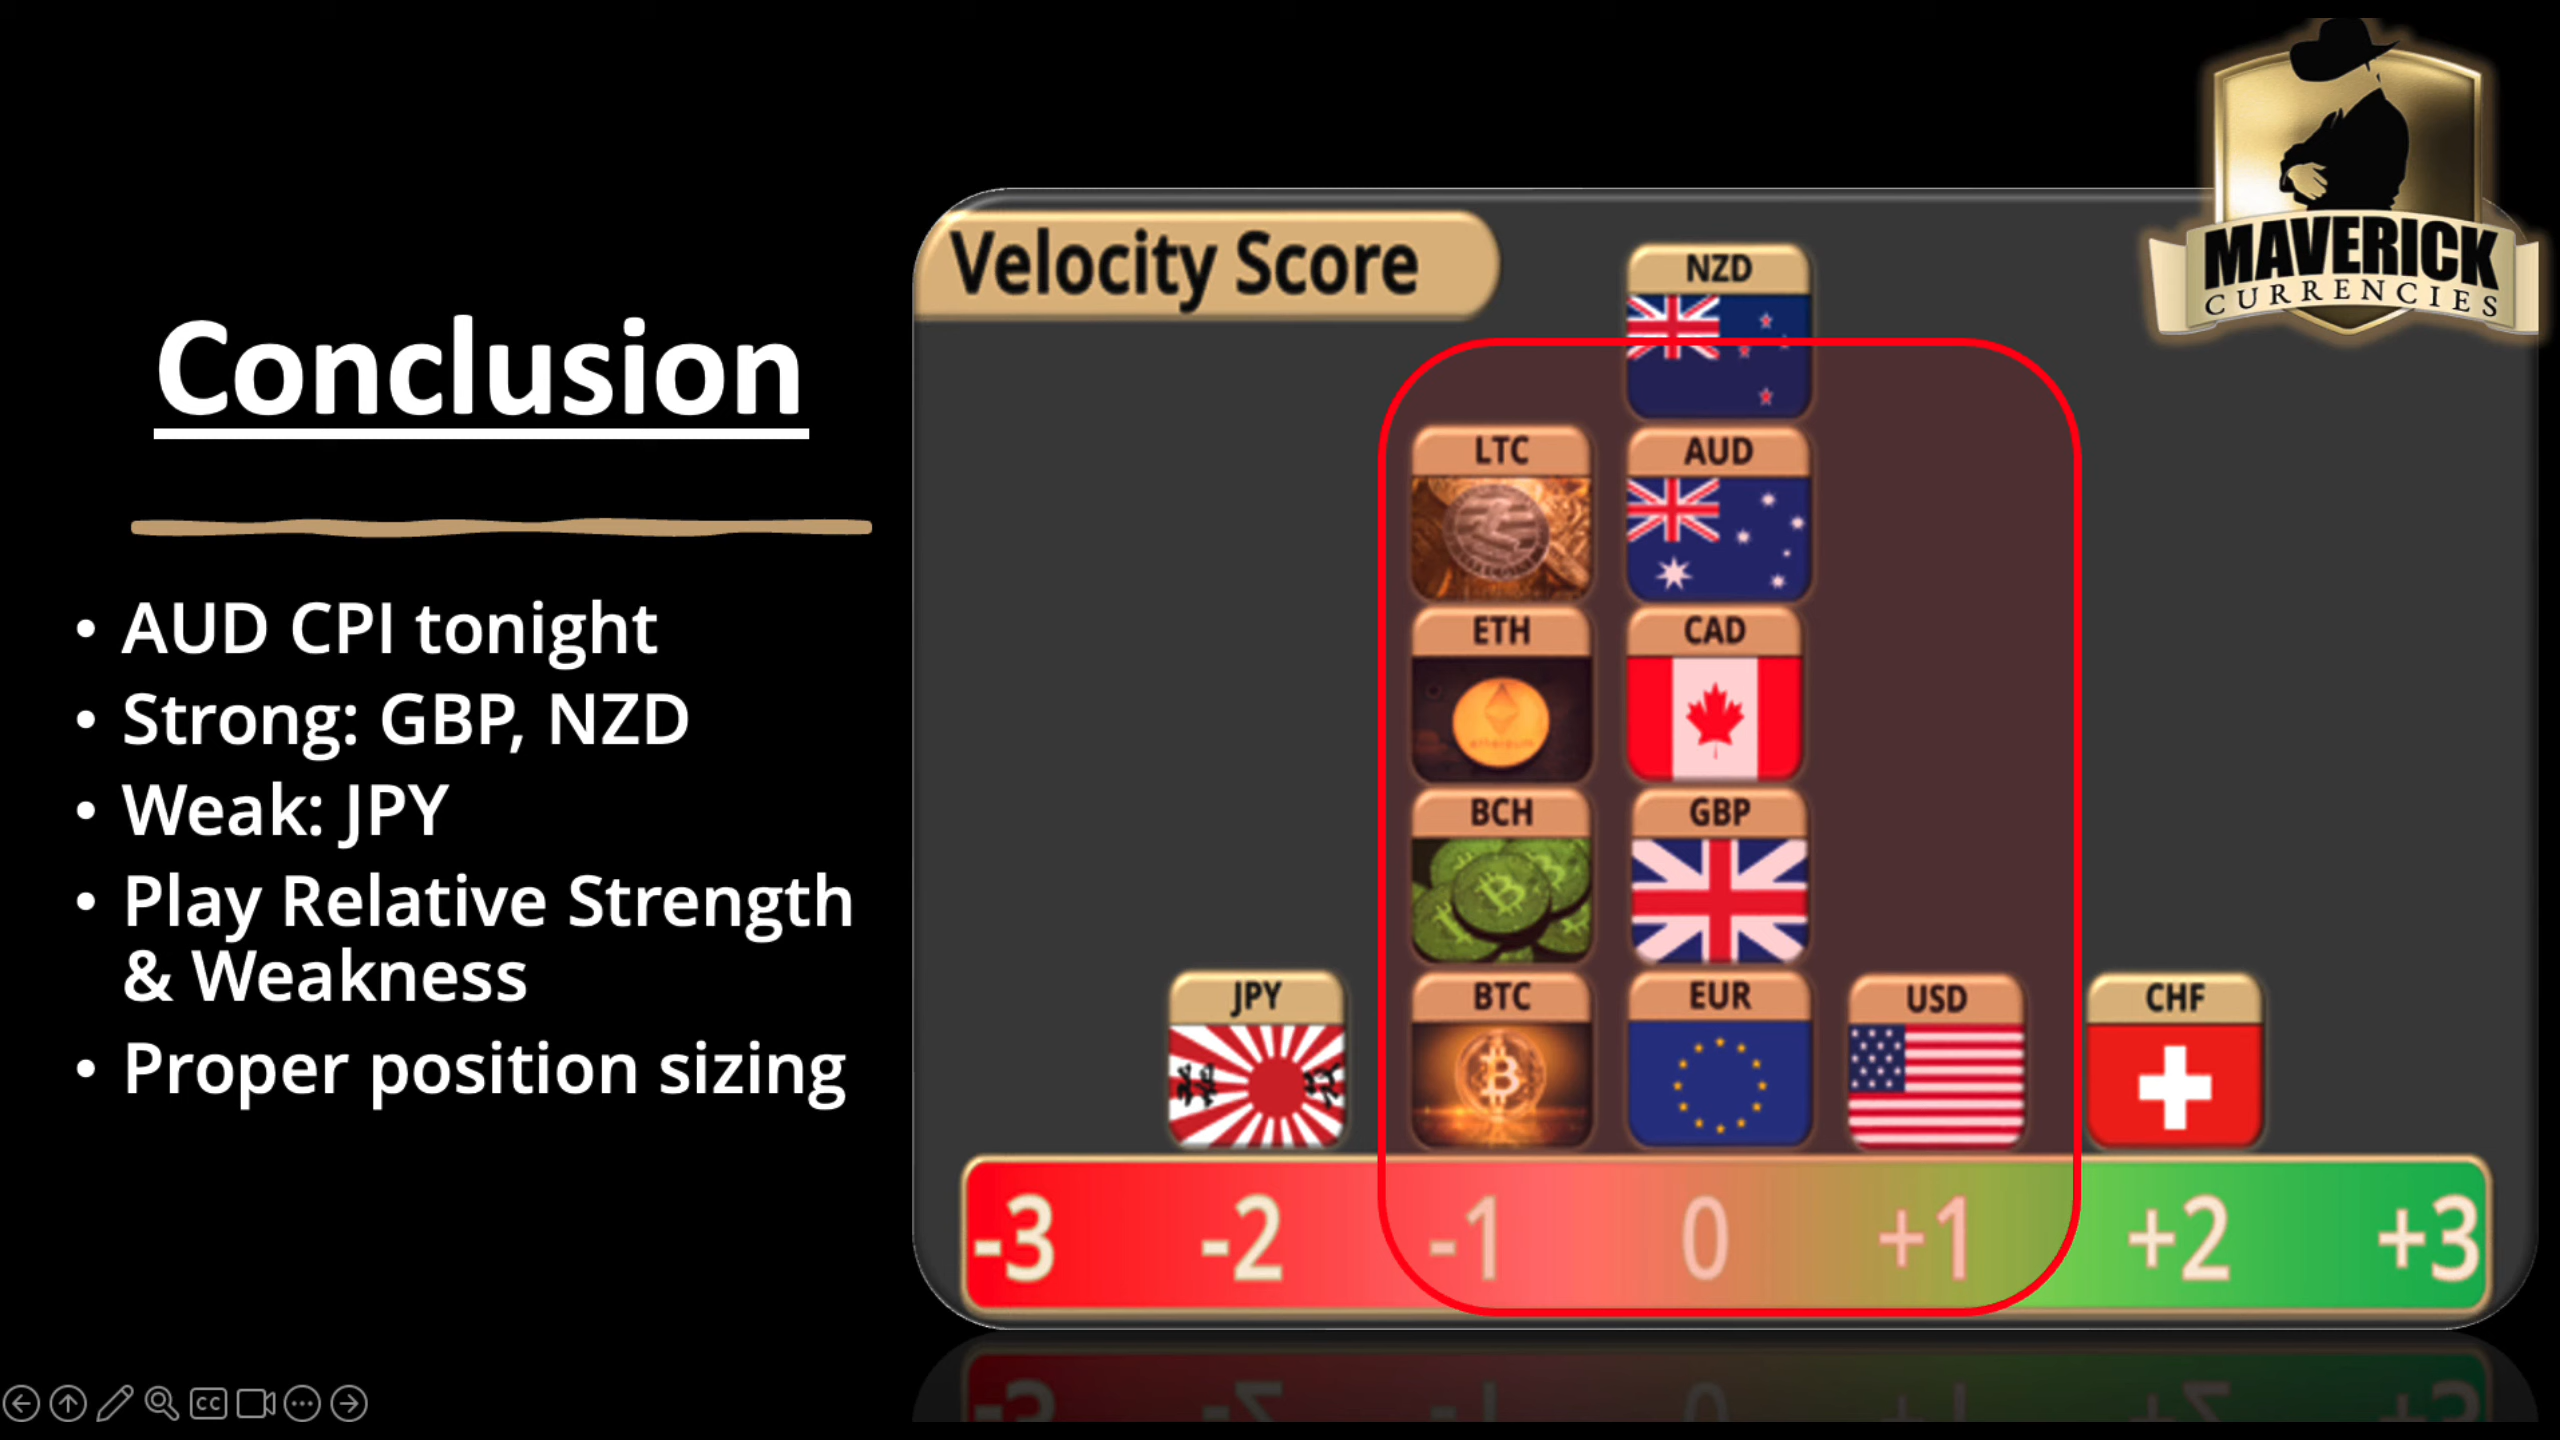 Conclusion
• AUD CPI tonight
• Strong: GBP, NZD
• Weak: JPY
• Play Relative Strength
& Weakness
• Proper position sizing
MAVERICK
CURRENCIES
Velocity Score
NZD
LTC
AUD
ETH
CAD
BCH
GBP
JPY
BTC
EUR
USD
CHF
-3 -2 -1 0 +1 +2 +3
CC